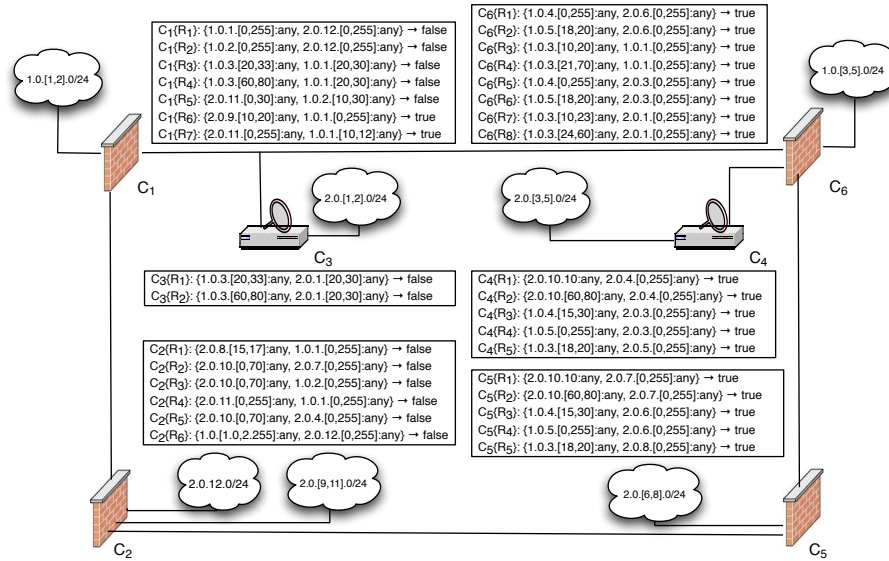 C1{R1}: {1.0.1.[0,255]:any, 2.0.12.[0,255]:any} → false
C1{R2}: {1.0.2.[0,255]:any, 2.0.12.[0,255]:any} → false
C1{R3}: {1.0.3.[20,33]:any, 1.0.1.[20,30]:any} → false
C1{R4}: {1.0.3.[60,80]:any, 1.0.1.[20,30]:any} → false
C1{R5}: {2.0.11.[0,30]:any, 1.0.2.[10,30]:any} → false
C1{R6}: {2.0.9.[10,20]:any, 1.0.1.[0,255]:any} → true
C1{R7}: {2.0.11.[0,255]:any, 1.0.1.[10,12]:any} → true
C6{R1}: {1.0.4.[0,255]:any, 2.0.6.[0,255]:any} → true
C6{R2}: {1.0.5.[18,20]:any, 2.0.6.[0,255]:any} → true
C6{R3}: {1.0.3.[10,20]:any, 1.0.1.[0,255]:any} → true
C6{R4}: {1.0.3.[21,70]:any, 1.0.1.[0,255]:any} → true
C6{R5}: {1.0.4.[0,255]:any, 2.0.3.[0,255]:any} → true
C6{R6}: {1.0.5.[18,20]:any, 2.0.3.[0,255]:any} → true
C6{R7}: {1.0.3.[10,23]:any, 2.0.1.[0,255]:any} → true
C6{R8}: {1.0.3.[24,60]:any, 2.0.1.[0,255]:any} → true
1.0.[1,2].0/24
1.0.[3,5].0/24
C1
C6
2.0.[1,2].0/24
2.0.[3,5].0/24
C3
C4
C3{R1}: {1.0.3.[20,33]:any, 2.0.1.[20,30]:any} → false
C3{R2}: {1.0.3.[60,80]:any, 2.0.1.[20,30]:any} → false
C4{R1}: {2.0.10.10:any, 2.0.4.[0,255]:any} → true
C4{R2}: {2.0.10.[60,80]:any, 2.0.4.[0,255]:any} → true
C4{R3}: {1.0.4.[15,30]:any, 2.0.3.[0,255]:any} → true
C4{R4}: {1.0.5.[0,255]:any, 2.0.3.[0,255]:any} → true
C4{R5}: {1.0.3.[18,20]:any, 2.0.5.[0,255]:any} → true
C2{R1}: {2.0.8.[15,17]:any, 1.0.1.[0,255]:any} → false
C2{R2}: {2.0.10.[0,70]:any, 2.0.7.[0,255]:any} → false
C2{R3}: {2.0.10.[0,70]:any, 1.0.2.[0,255]:any} → false
C2{R4}: {2.0.11.[0,255]:any, 1.0.1.[0,255]:any} → false
C2{R5}: {2.0.10.[0,70]:any, 2.0.4.[0,255]:any} → false
C2{R6}: {1.0.[1.0,2.255]:any, 2.0.12.[0,255]:any} → false
C5{R1}: {2.0.10.10:any, 2.0.7.[0,255]:any} → true
C5{R2}: {2.0.10.[60,80]:any, 2.0.7.[0,255]:any} → true
C5{R3}: {1.0.4.[15,30]:any, 2.0.6.[0,255]:any} → true
C5{R4}: {1.0.5.[0,255]:any, 2.0.6.[0,255]:any} → true
C5{R5}: {1.0.3.[18,20]:any, 2.0.8.[0,255]:any} → true
2.0.12.0/24
2.0.[9,11].0/24
2.0.[6,8].0/24
C2
C5